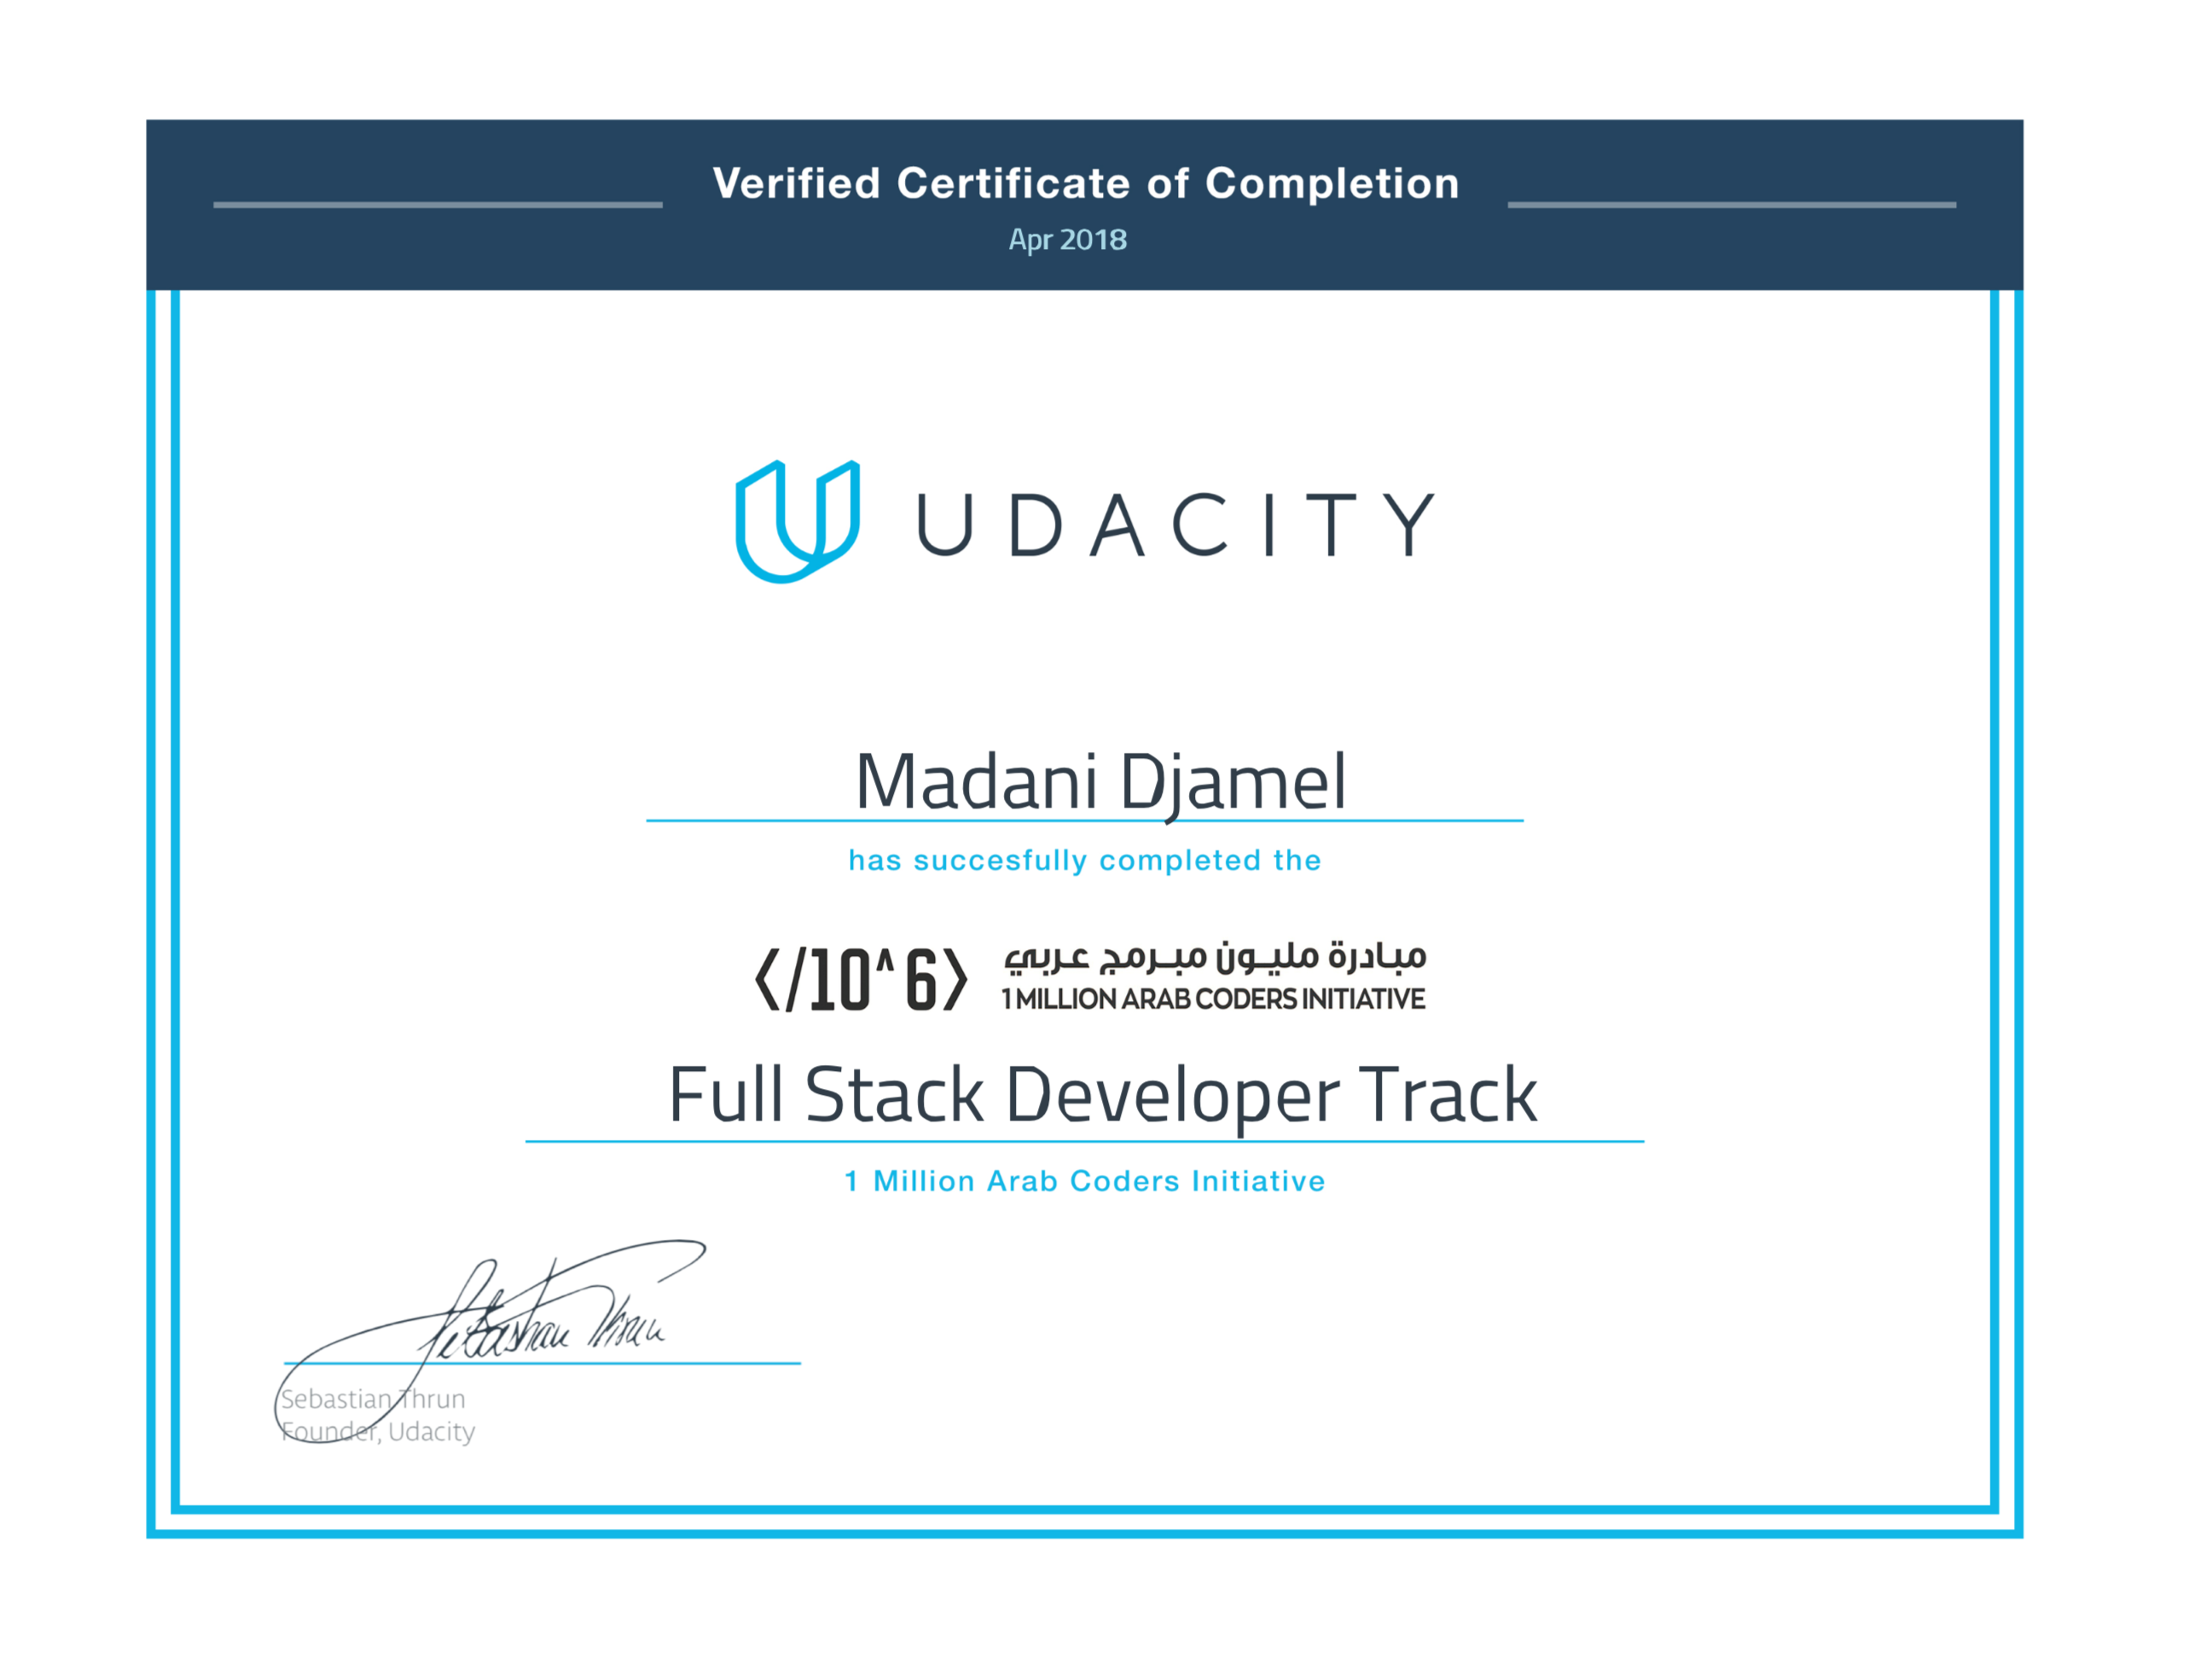 Verified Certificate of Completion
Apr 2018
UDACITY
Madani Djamel
has succesfully completed the
</10^6>
مبادرة مليون مبرمج عربي
1 MILLION ARAB CODERS INITIATIVE
Full Stack Developer Track
1 Million Arab Coders Initiative
Sebastian Thrun
Sebastian Thrun
Founder, Udacity